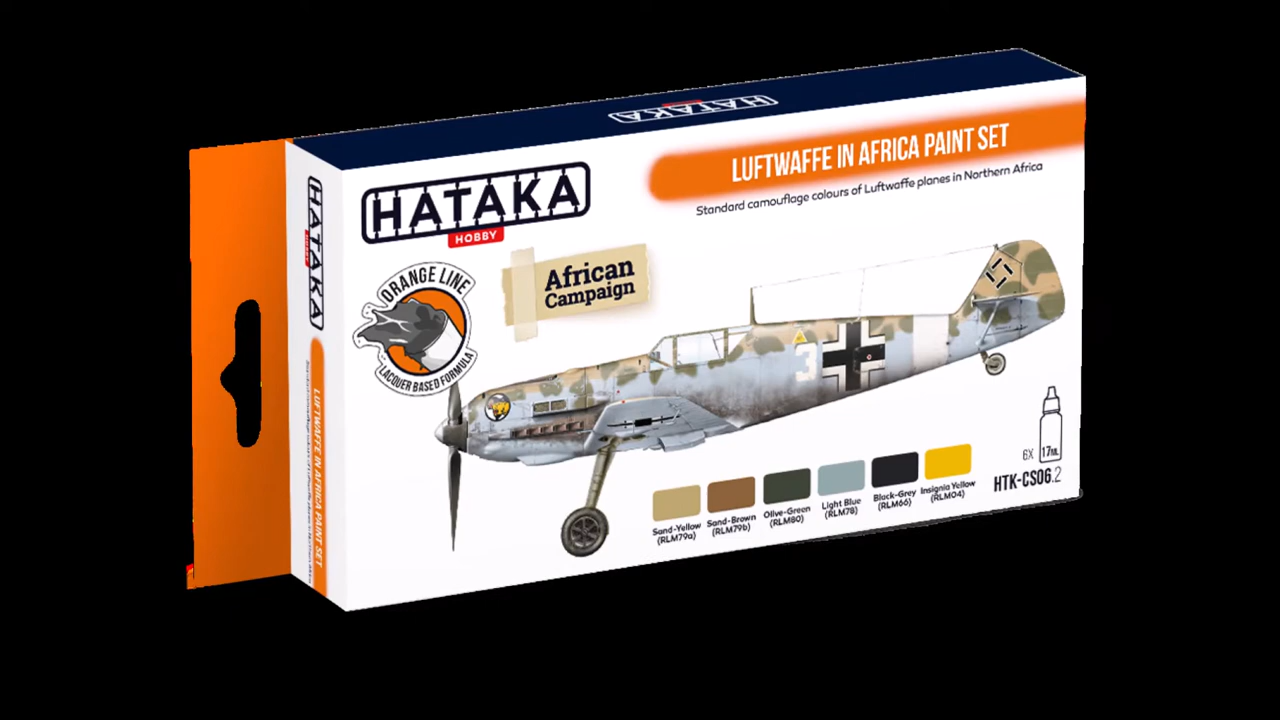 HATAKA
HATAKA
HOBBY
LUFTWAFFE IN AFRICA PAINT SET
Standard camouflage colours of Luftwaffe planes in Northern Africa
African
Campaign
ORANGE LINE
LACQUER BASED FORMULA
3
Sand-Yellow
(RLM79a)
Sand-Brown
(RLM79b)
Olive-Green
(RLM80)
Light Blue
(RLM78)
Black-Grey
(RLM66)
Insignia Yellow
(RLM04)
6X
17ML
HTK-CS06.2
HATAKA
HOBBY
LUFTWAFFE IN AFRICA PAINT SET